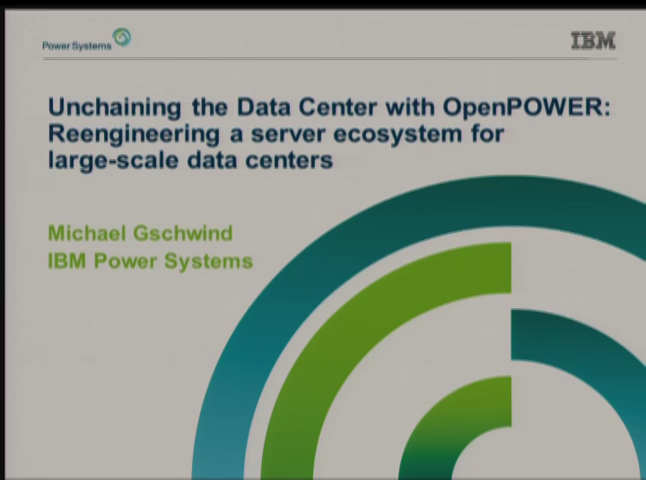 Power Systems
IBM
Unchaining the Data Center with OpenPOWER:
Reengineering a server ecosystem for
large-scale data centers
Michael Gschwind
IBM Power Systems